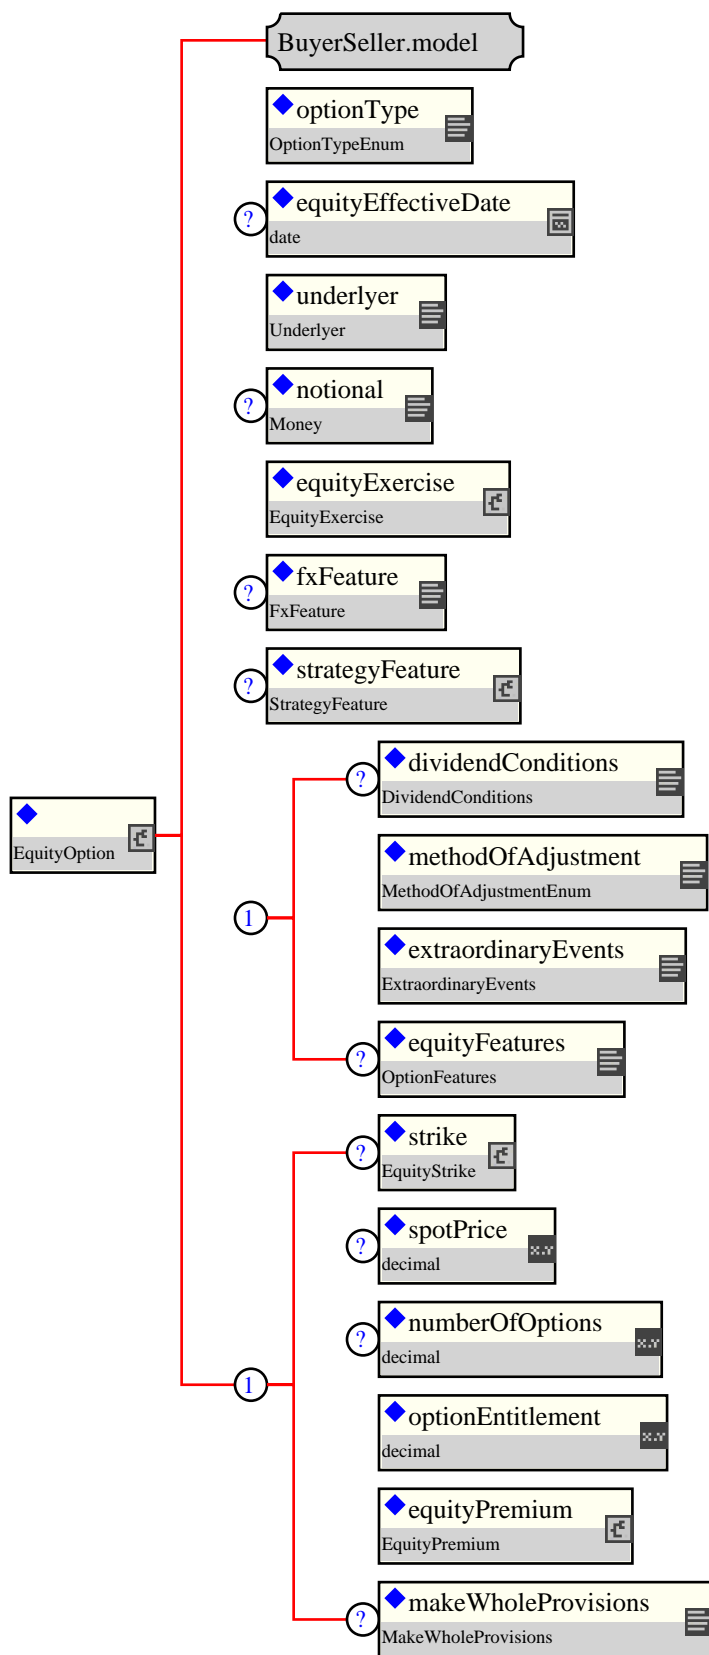 BuyerSeller.model
optionType
OptionTypeEnum
equityEffectiveDate
?
date
underlyer
Underlyer
notional
?
Money
equityExercise
EquityExercise
fxFeature
?
FxFeature
strategyFeature
?
StrategyFeature
EquityOption
1
dividendConditions
?
DividendConditions
methodOfAdjustment
MethodOfAdjustmentEnum
extraordinaryEvents
ExtraordinaryEvents
equityFeatures
?
OptionFeatures
1
strike
?
EquityStrike
spotPrice
?
decimal
x.Y
numberOfOptions
?
decimal
x.Y
optionEntitlement
decimal
x.Y
equityPremium
EquityPremium
makeWholeProvisions
?
MakeWholeProvisions